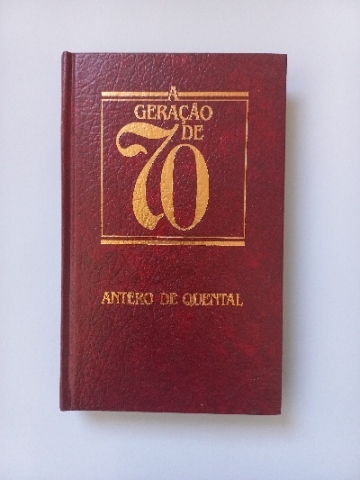 A
GERAÇÃO
DE
70
ANTERO DE QUENTAL